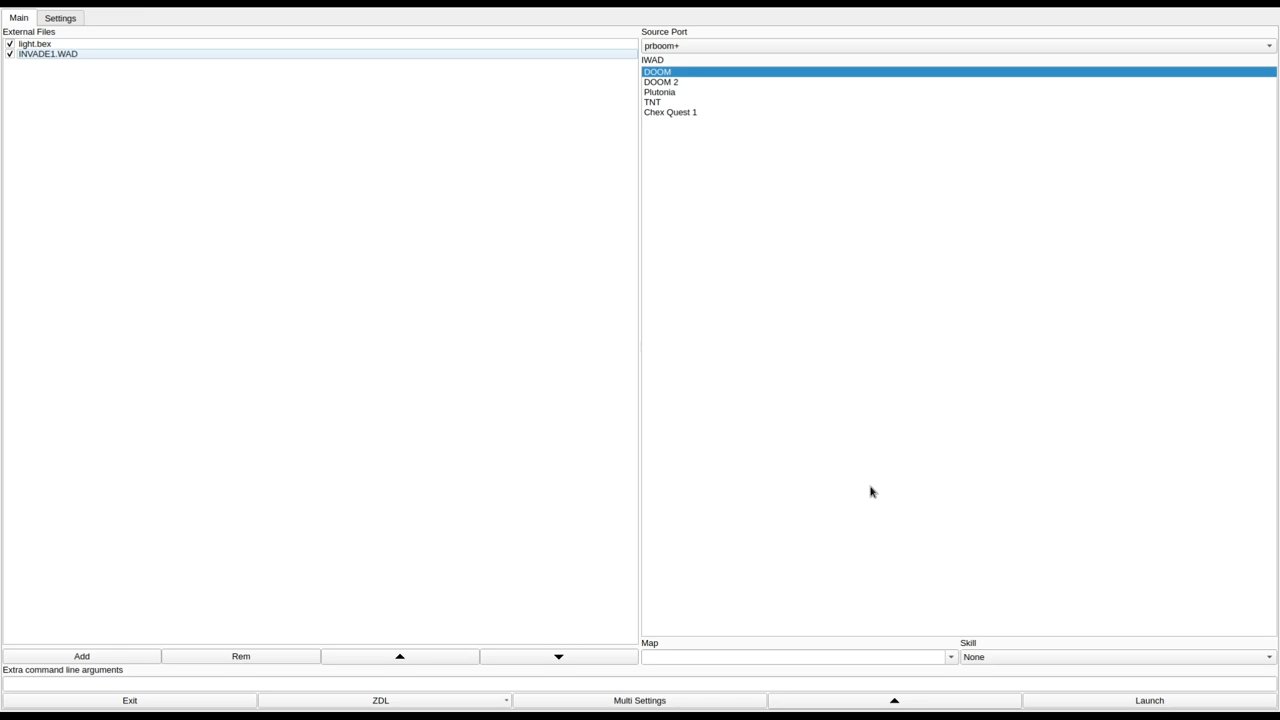 Main
Settings
External Files
light.bex
INVADE1.WAD
Add
Rem
Source Port
prboom+
IWAD
DOOM
DOOM 2
Plutonia
TNT
Chex Quest 1
Map
Skill
None
Extra command line arguments
Exit
ZDL
Multi Settings
Launch